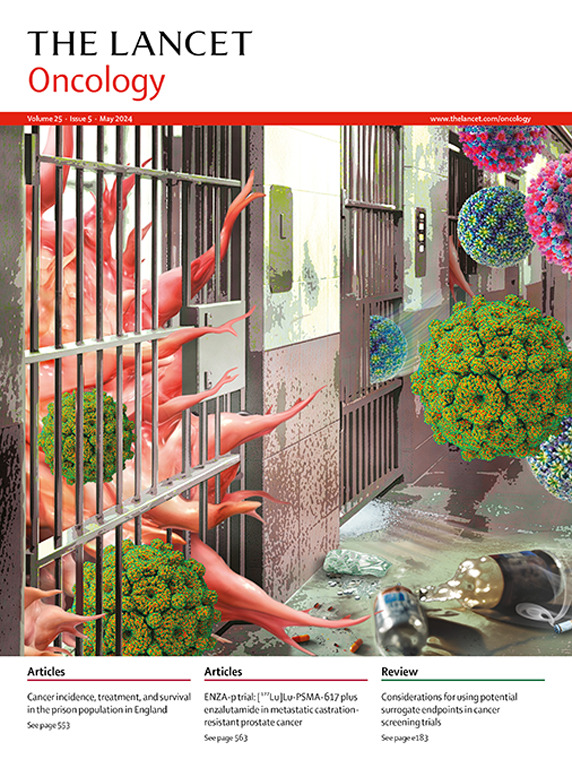 THE LANCET
Oncology
Volume 25 · Issue 5 · May 2024
www.thelancet.com/oncology
Articles
Cancer incidence, treatment, and survival
in the prison population in England
See page 553
Articles
ENZA-p trial: [¹⁷⁷Lu]Lu-PSMA-617 plus
enzalutamide in metastatic castration-
resistant prostate cancer
See page 563
Review
Considerations for using potential
surrogate endpoints in cancer
screening trials
See page e183